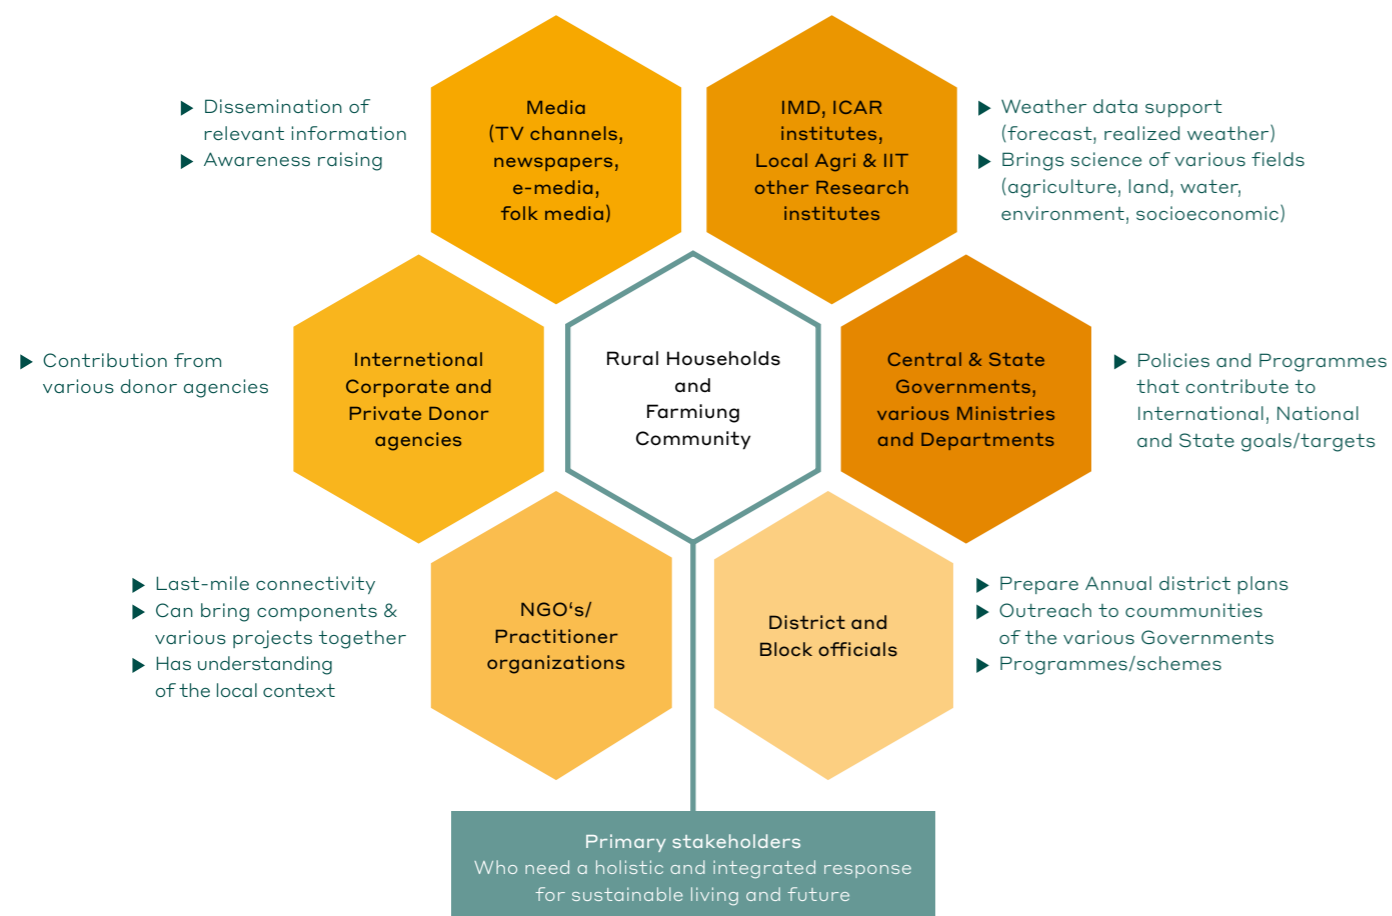 Media
(TV channels,
newspapers,
e-media,
folk media)
▶ Dissemination of
relevant information
▶ Awareness raising
IMD, ICAR
institutes,
Local Agri & IIT
other Research
institutes
▶ Weather data support
(forecast, realized weather)
▶ Brings science of various fields
(agriculture, land, water,
environment, socioeconomic)
▶ Contribution from
various donor agencies
Internetional
Corporate and
Private Donor
agencies
Rural Households
and
Farmiung
Community
Central & State
Governments,
various Ministries
and Departments
▶ Policies and Programmes
that contribute to
International, National
and State goals/targets
▶ Last-mile connectivity
▶ Can bring components &
various projects together
▶ Has understanding
of the local context
NGO‘s/
Practitioner
organizations
District and
Block officials
▶ Prepare Annual district plans
▶ Outreach to coummunities
of the various Governments
▶ Programmes/schemes
Primary stakeholders
Who need a holistic and integrated response
for sustainable living and future